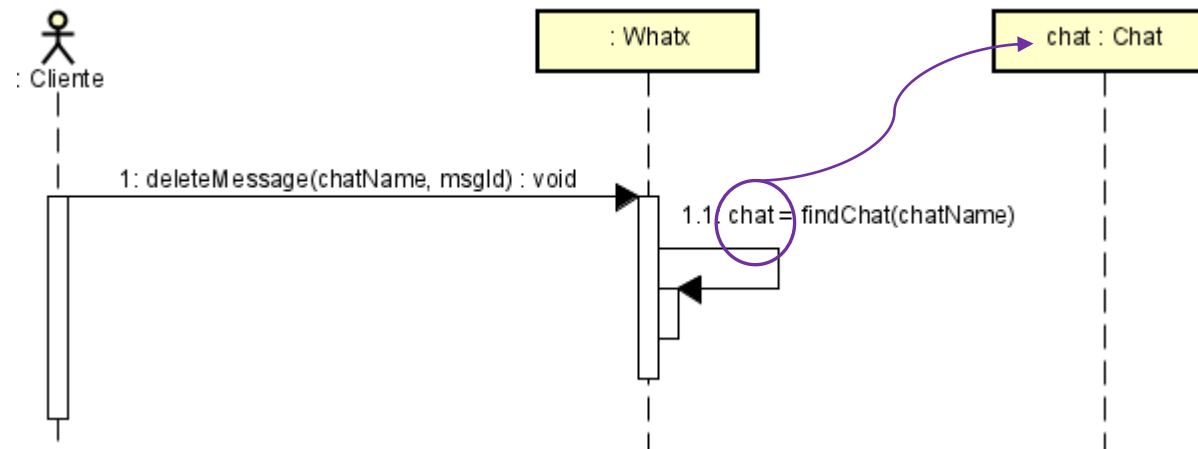 : Cliente
: Whatx
chat : Chat
1: deleteMessage(chatName, msgId) : void
1.1. chat = findChat(chatName)